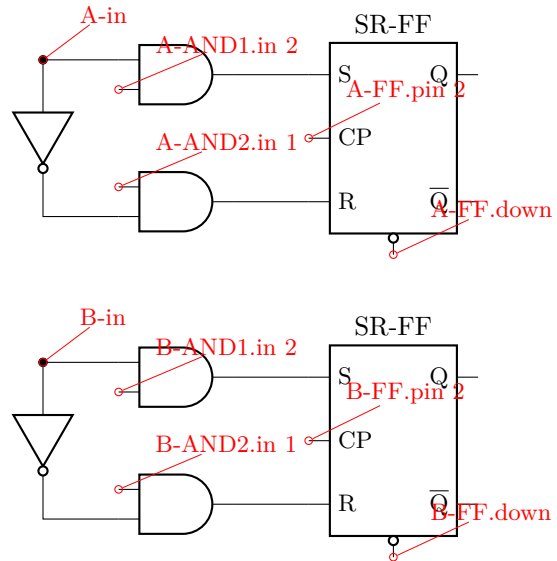 A-in
SR-FF
A-AND1.in 2
S
Q
A-FF.pin 2
CP
A-AND2.in 1
R
Q
A-FF.down
B-in
SR-FF
B-AND1.in 2
S
Q
B-FF.pin 2
CP
B-AND2.in 1
R
Q
B-FF.down